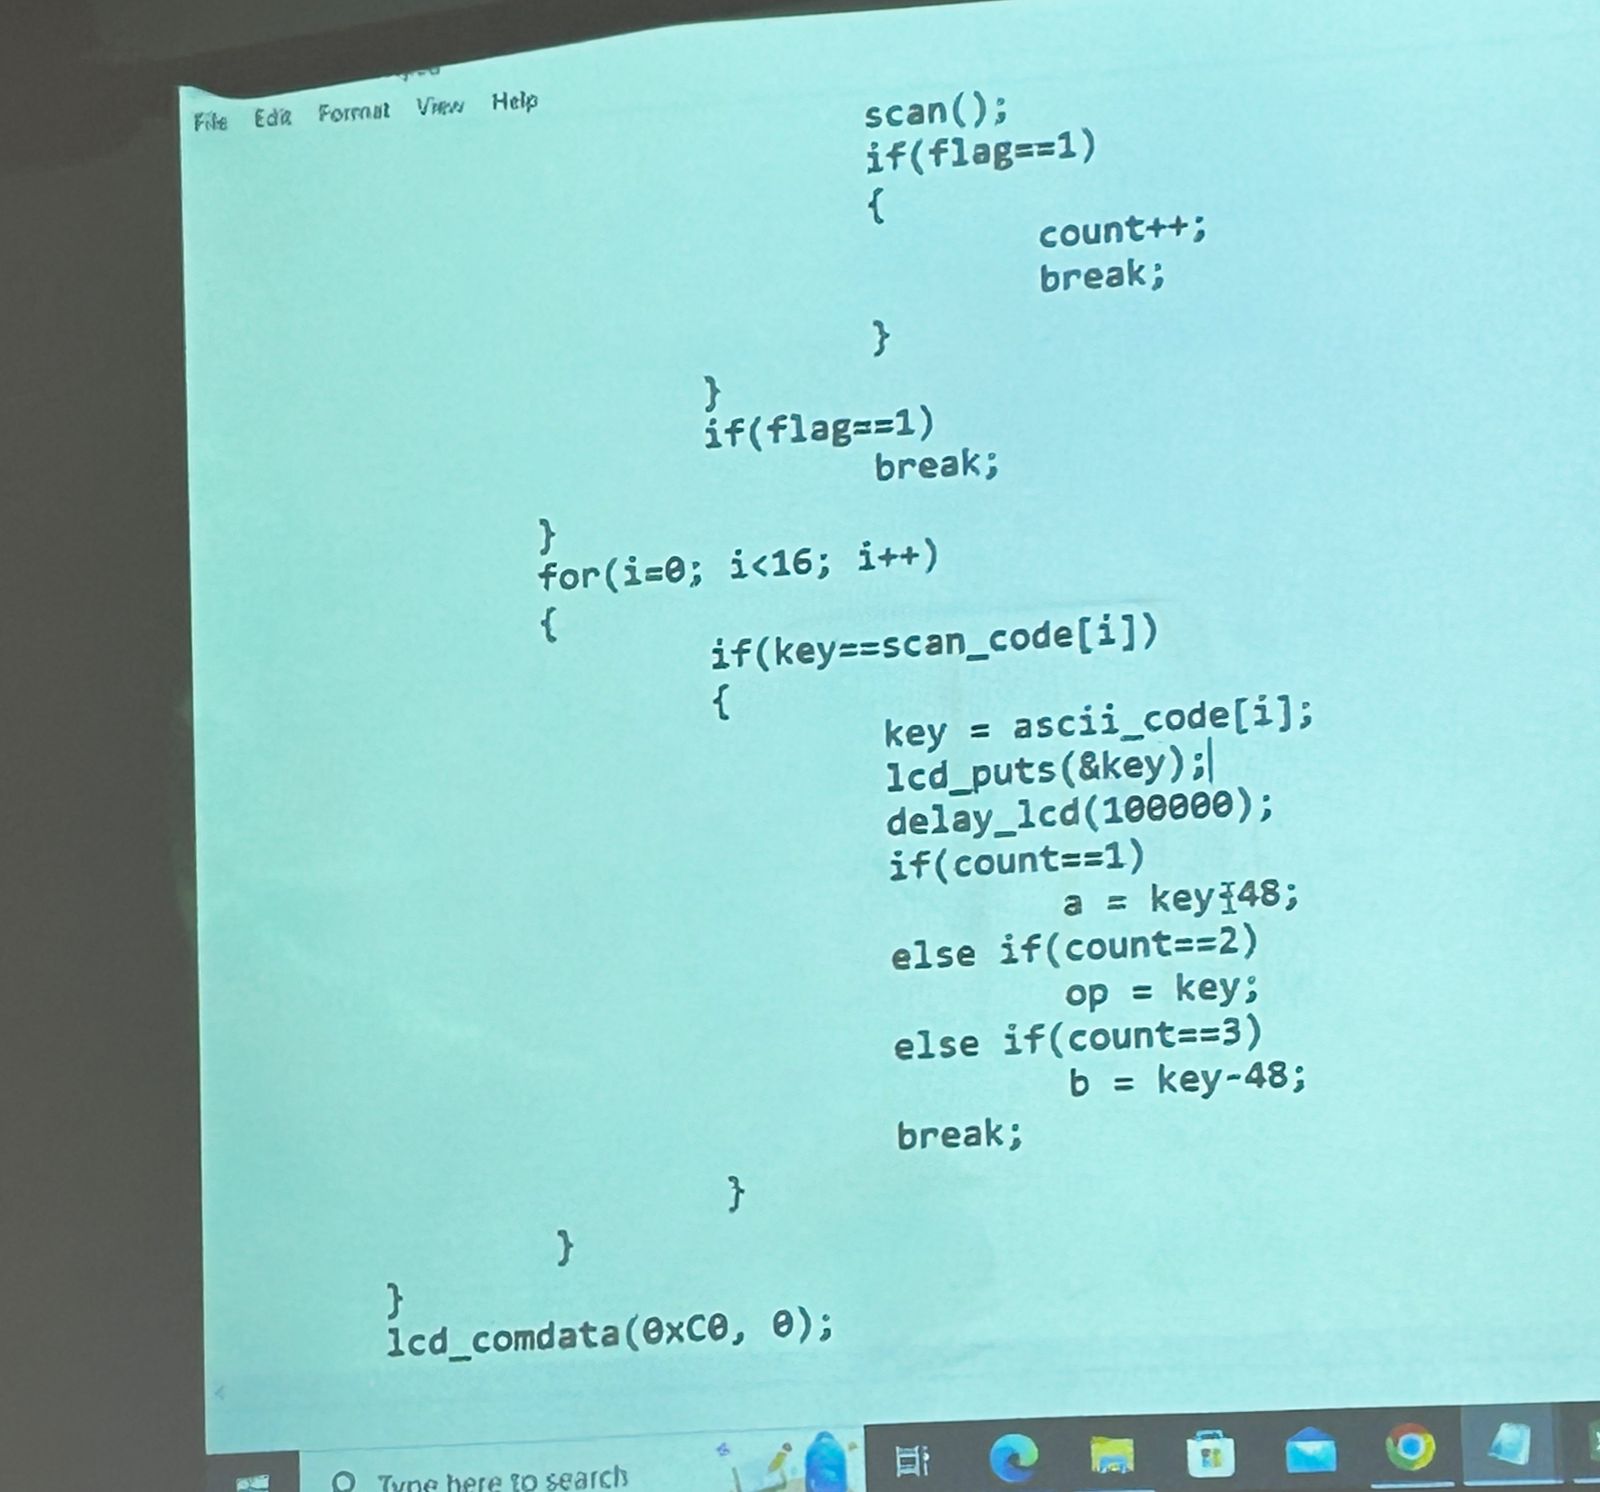 File Edit Format View Help
scan();
if(flag==1)
{
count++;
break;
}
}
if(flag==1)
break;
}
for(i=0; i<16; i++)
{
if(key==scan_code[i])
{
key = ascii_code[i];
lcd_puts(&key);
delay_lcd(100000);
if(count==1)
a = key-48;
else if(count==2)
op = key;
else if(count==3)
b = key-48;
break;
}
}
}
lcd_comdata(0xC0, 0);
Type here to search